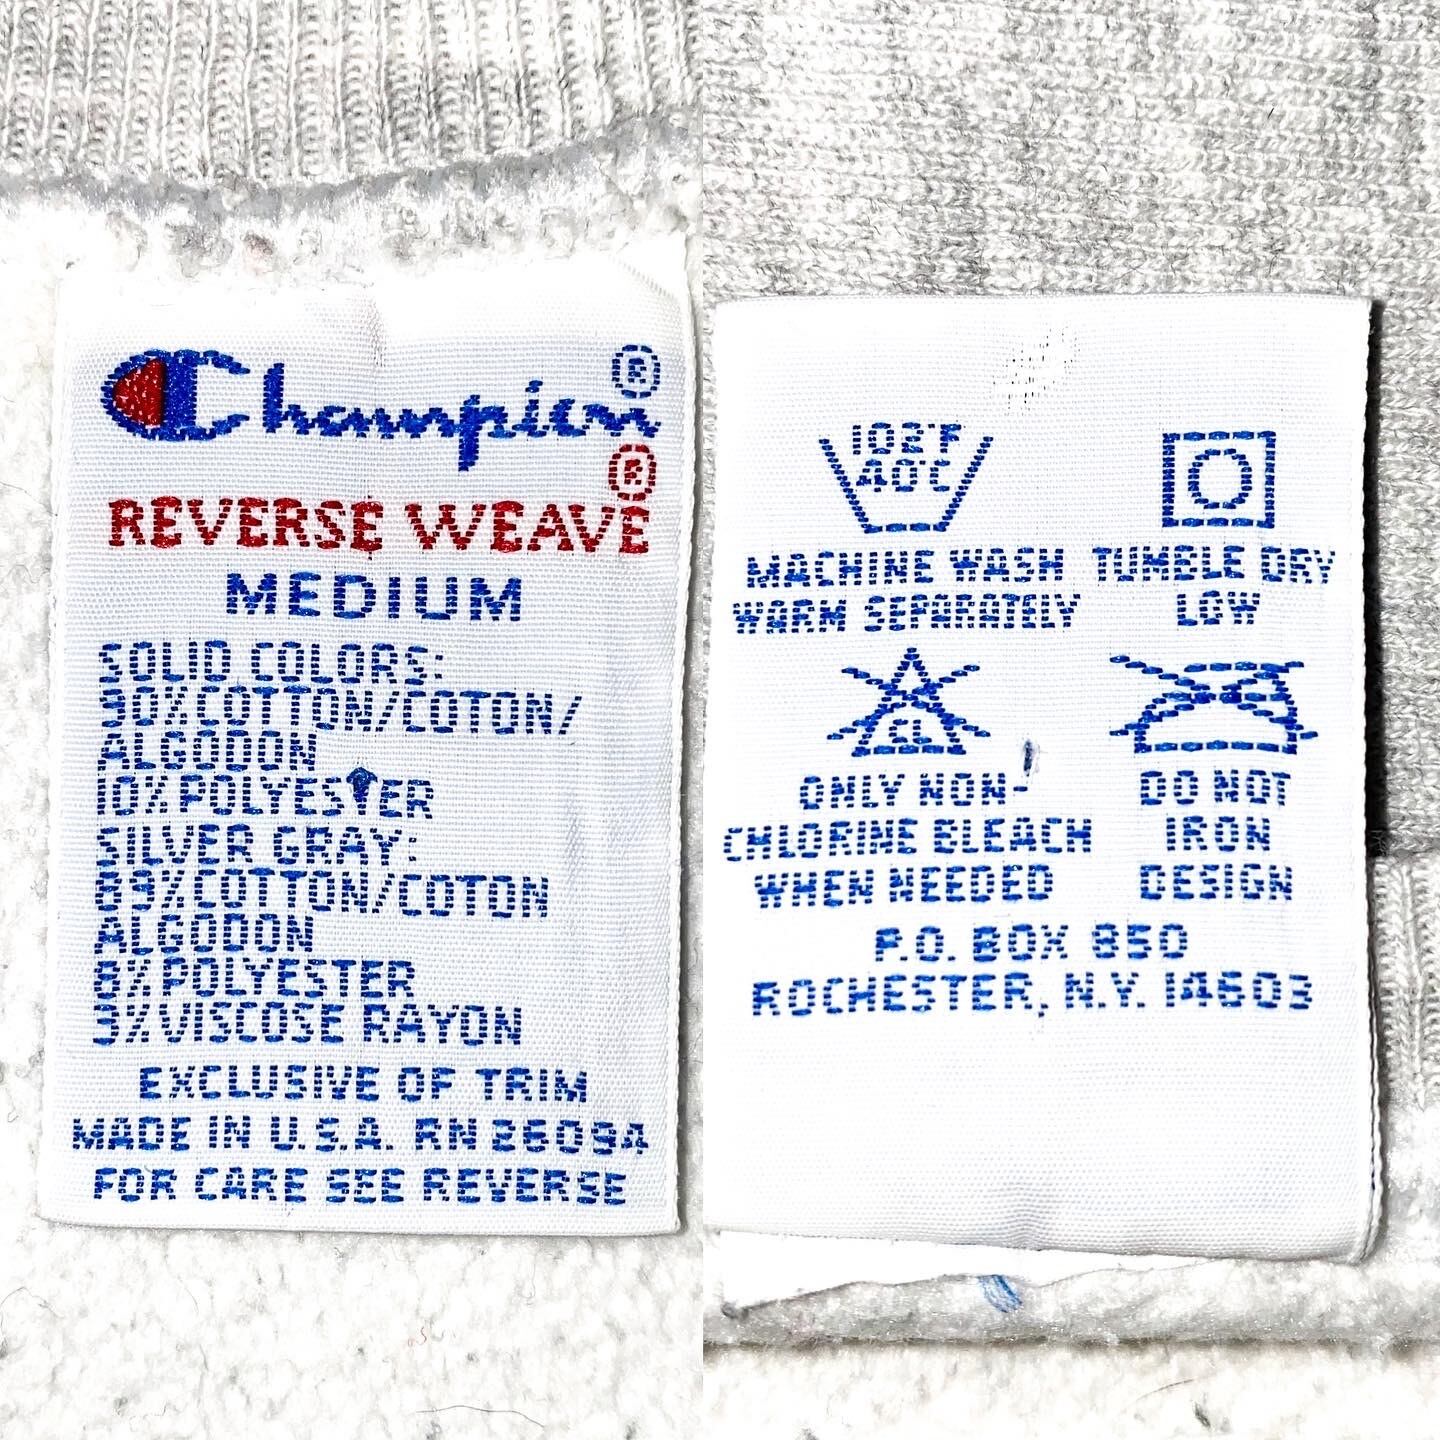 Champion®
REVERSE WEAVE®
MEDIUM
SOLID COLORS:
90% COTTON/COTON/
ALGODON
10% POLYESTER
SILVER GRAY:
89% COTTON/COTON
ALGODON
8% POLYESTER
3% VISCOSE RAYON
EXCLUSIVE OF TRIM
MADE IN U.S.A. RN 26094
FOR CARE SEE REVERSE
102°F
40°C
MACHINE WASH
WARM SEPARATELY
TUMBLE DRY
LOW
CL
ONLY NON-
CHLORINE BLEACH
WHEN NEEDED
DO NOT
IRON
DESIGN
P.O. BOX 850
ROCHESTER, N.Y. 14603